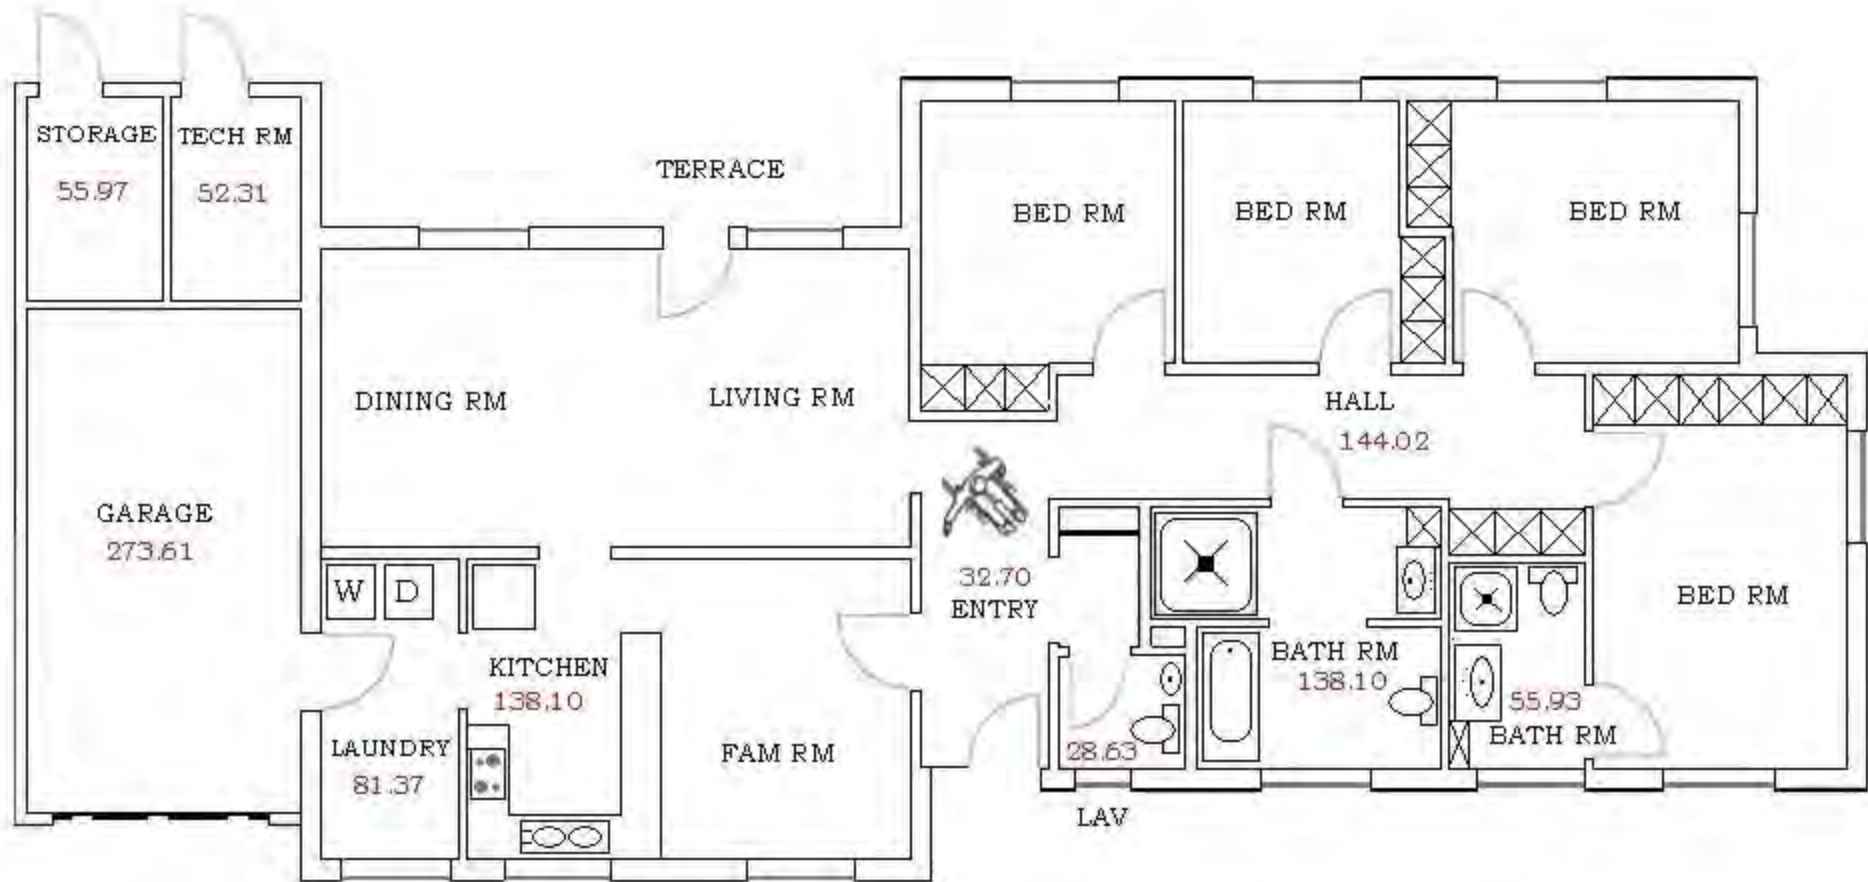 STORAGE
55.97
TECH RM
52.31
TERRACE
BED RM
BED RM
BED RM
DINING RM
LIVING RM
HALL
144.02
GARAGE
273.61
W
D
32.70
ENTRY
BED RM
KITCHEN
138.10
BATH RM
138.10
55.93
BATH RM
LAUNDRY
81.37
FAM RM
28.63
LAV